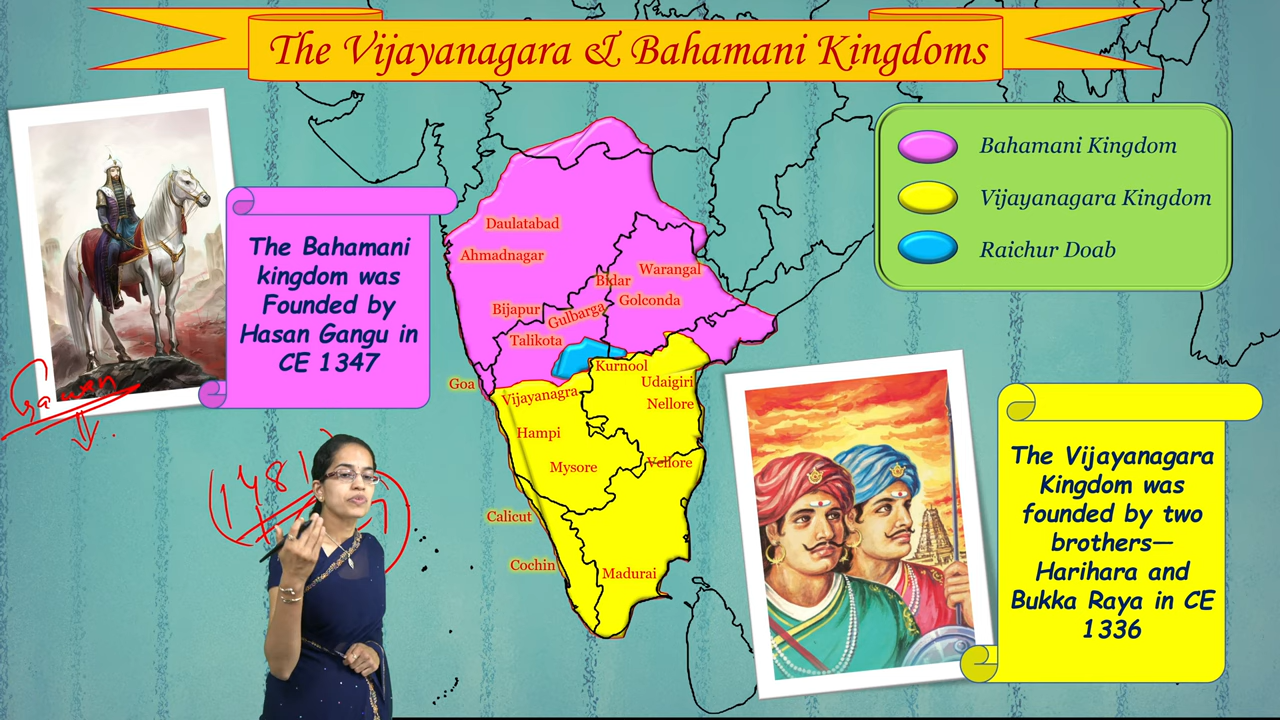 The Vijayanagara & Bahamani Kingdoms
Bahamani Kingdom
Vijayanagara Kingdom
Raichur Doab
The Bahamani
kingdom was
Founded by
Hasan Gangu in
CE 1347
Daulatabad
Ahmadnagar
Warangal
Bidar
Golconda
Bijapur
Gulbarga
Talikota
Kurnool
Goa
Udaigiri
Vijayanagra
Nellore
Hampi
Mysore
Vellore
Calicut
Cochin
Madurai
(1481
The Vijayanagara
Kingdom was
founded by two
brothers—
Harihara and
Bukka Raya in CE
1336